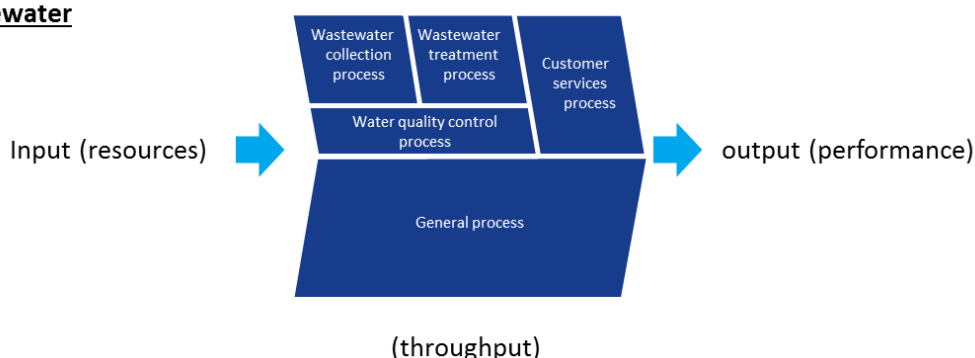 ewater
Wastewater
collection
process
Wastewater
treatment
process
Customer
services
process
Water quality control
process
Input (resources)
output (performance)
General process
(throughput)